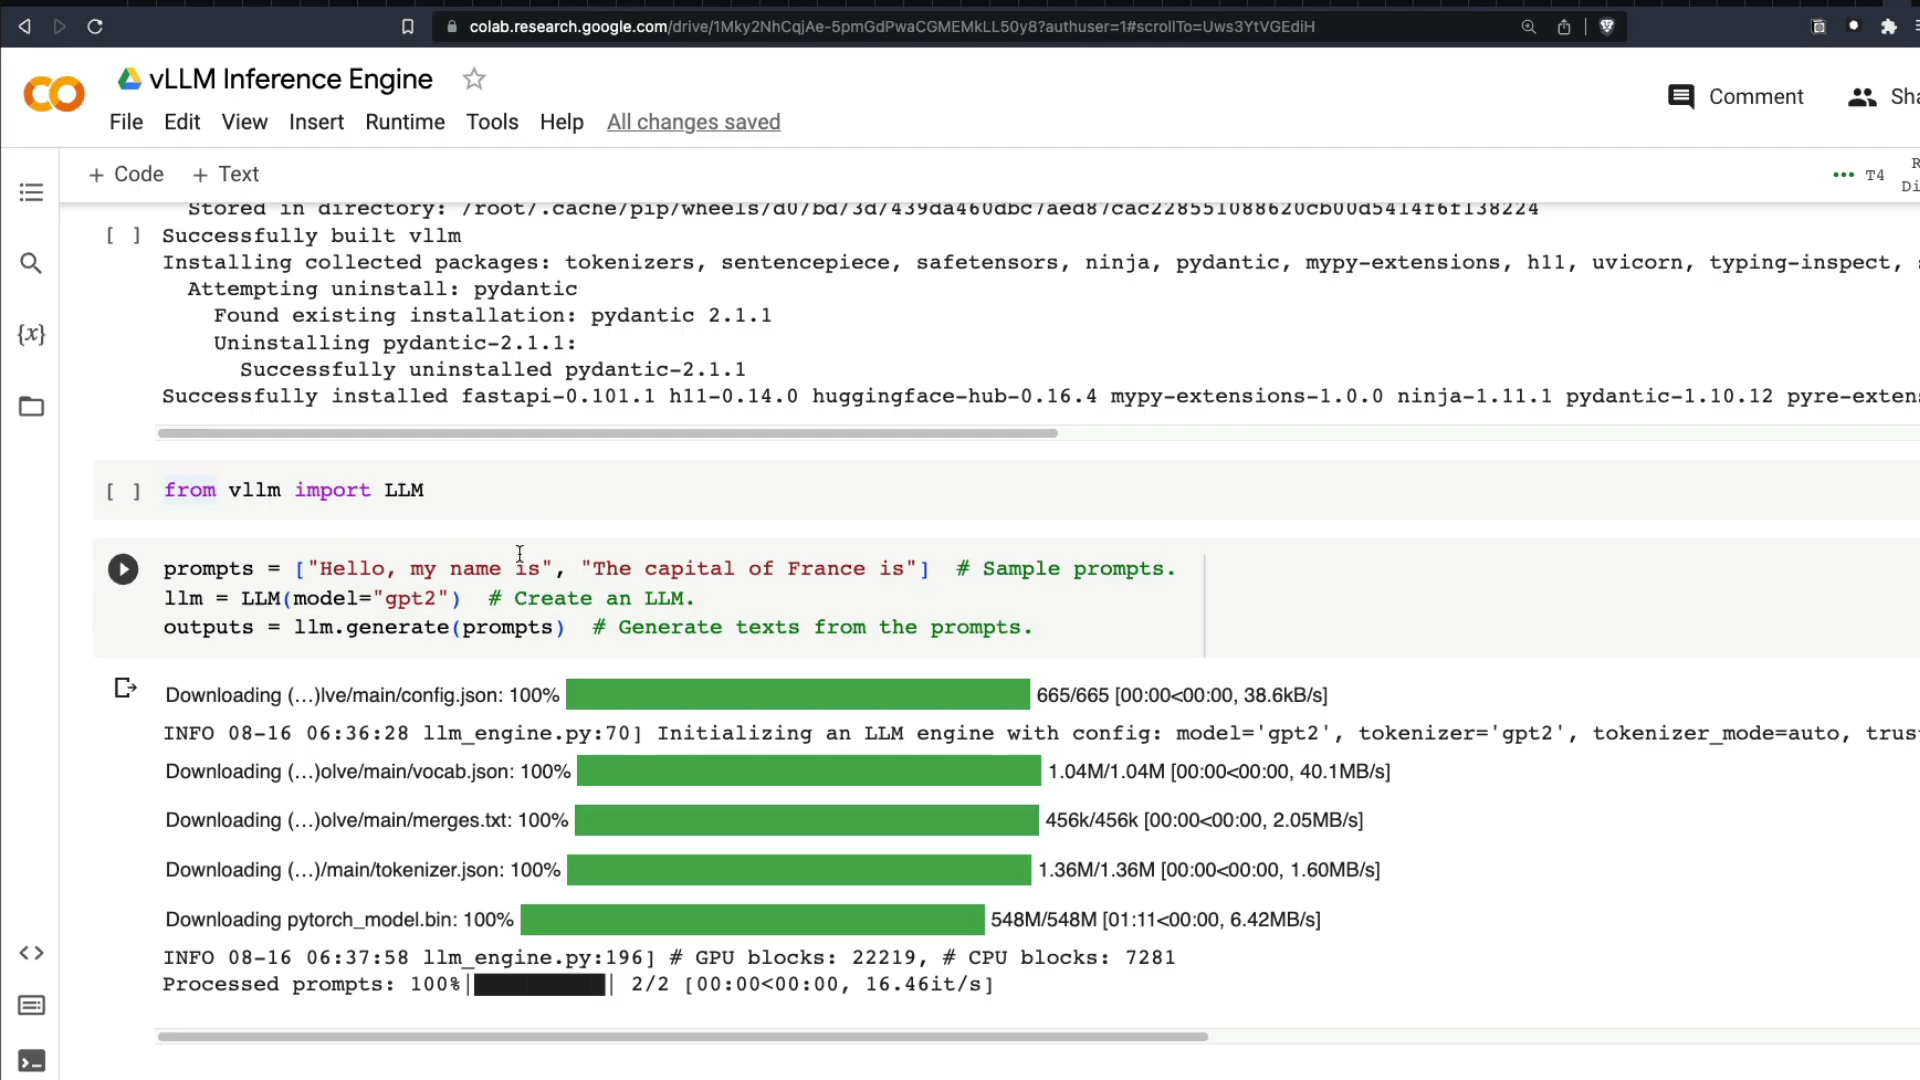 colab.research.google.com/drive/1Mky2NhCqjAe-5pmGdPwaCGMEMkLL50y8?authuser=1#scrollTo=Uws3YtVGEdiH
vLLM Inference Engine
Comment
File Edit View Insert Runtime Tools Help All changes saved
+ Code + Text
T4
Stored in directory: /root/.cache/pip/wheels/d0/bd/3d/439da460dbc7aed87cac228551088620cb00d5414f6f138224
[ ] Successfully built vllm
Installing collected packages: tokenizers, sentencepiece, safetensors, ninja, pydantic, mypy-extensions, h11, uvicorn, typing-inspect,
Attempting uninstall: pydantic
Found existing installation: pydantic 2.1.1
Uninstalling pydantic-2.1.1:
Successfully uninstalled pydantic-2.1.1
Successfully installed fastapi-0.101.1 h11-0.14.0 huggingface-hub-0.16.4 mypy-extensions-1.0.0 ninja-1.11.1 pydantic-1.10.12 pyre-exten
[ ] from vllm import LLM
prompts = ["Hello, my name is", "The capital of France is"] # Sample prompts.
llm = LLM(model="gpt2") # Create an LLM.
outputs = llm.generate(prompts) # Generate texts from the prompts.
Downloading (…)lve/main/config.json: 100% 665/665 [00:00<00:00, 38.6kB/s]
INFO 08-16 06:36:28 llm_engine.py:70] Initializing an LLM engine with config: model='gpt2', tokenizer='gpt2', tokenizer_mode=auto, trus
Downloading (…)olve/main/vocab.json: 100% 1.04M/1.04M [00:00<00:00, 40.1MB/s]
Downloading (…)olve/main/merges.txt: 100% 456k/456k [00:00<00:00, 2.05MB/s]
Downloading (…)/main/tokenizer.json: 100% 1.36M/1.36M [00:00<00:00, 1.60MB/s]
Downloading pytorch_model.bin: 100% 548M/548M [01:11<00:00, 6.42MB/s]
INFO 08-16 06:37:58 llm_engine.py:196] # GPU blocks: 22219, # CPU blocks: 7281
Processed prompts: 100%| | 2/2 [00:00<00:00, 16.46it/s]